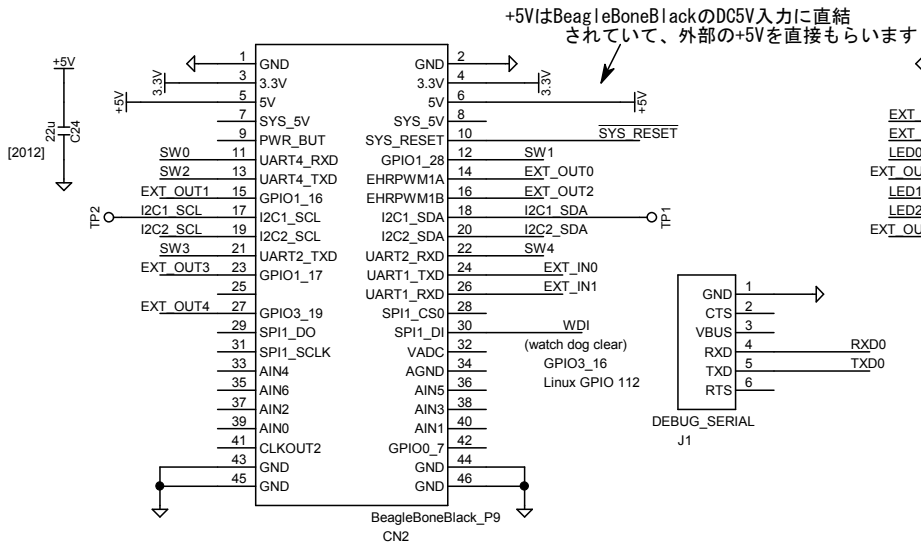 +5VはBeagleBoneBlackのDC5V入力に直結
されていて、外部の+5Vを直接もらいます
+5V
22u
C24
[2012]
1 GND GND 2
3.3V 3 3.3V 3.3V 4 3.3V
+5V 5 5V 5V 6 +5V
7 SYS_5V SYS_5V 8
9 PWR_BUT SYS_RESET 10 SYS_RESET
SW0 11 UART4_RXD GPIO1_28 12 SW1
SW2 13 UART4_TXD EHRPWM1A 14 EXT_OUT0
EXT_OUT1 15 GPIO1_16 EHRPWM1B 16 EXT_OUT2
TP2 I2C1_SCL 17 I2C1_SCL I2C1_SDA 18 I2C1_SDA TP1
I2C2_SCL 19 I2C2_SCL I2C2_SDA 20 I2C2_SDA
SW3 21 UART2_TXD UART2_RXD 22 SW4
EXT_OUT3 23 GPIO1_17 UART1_TXD 24 EXT_IN0
25 UART1_RXD 26 EXT_IN1
EXT_OUT4 27 GPIO3_19 SPI1_CS0 28
29 SPI1_DO SPI1_DI 30 WDI
31 SPI1_SCLK VADC 32
33 AIN4 AGND 34
35 AIN6 AIN5 36
37 AIN2 AIN3 38
39 AIN0 AIN1 40
41 CLKOUT2 GPIO0_7 42
43 GND GND 44
45 GND GND 46
(watch dog clear)
GPIO3_16
Linux GPIO 112
BeagleBoneBlack_P9
CN2
GND 1
CTS 2
VBUS 3
RXD 4 RXD0
TXD 5 TXD0
RTS 6
DEBUG_SERIAL
J1
EXT_
EXT_
LED0
EXT_OU
LED1
LED2
EXT_OU